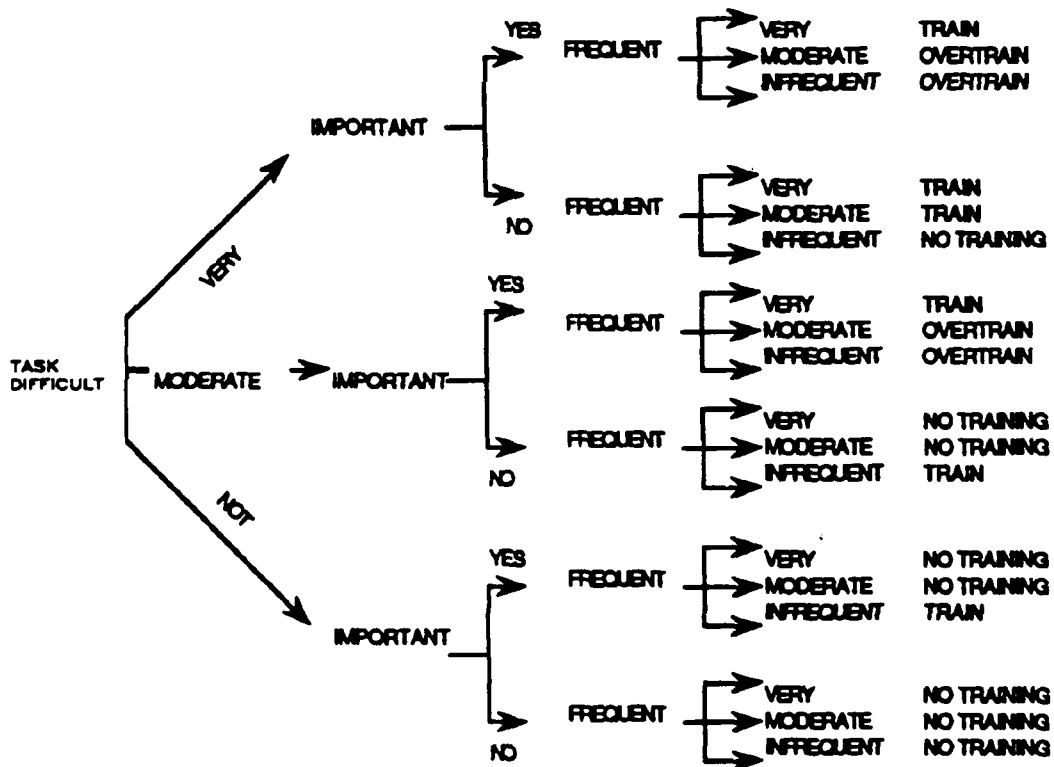 YES FREQUENT VERY TRAIN
MODERATE OVERTRAIN
INFREQUENT OVERTRAIN
IMPORTANT
NO FREQUENT VERY TRAIN
MODERATE TRAIN
INFREQUENT NO TRAINING
VERY
YES FREQUENT VERY TRAIN
MODERATE OVERTRAIN
INFREQUENT OVERTRAIN
TASK
DIFFICULT
MODERATE
IMPORTANT
NO FREQUENT VERY NO TRAINING
MODERATE NO TRAINING
INFREQUENT TRAIN
NOT
YES FREQUENT VERY NO TRAINING
MODERATE NO TRAINING
INFREQUENT TRAIN
IMPORTANT
NO FREQUENT VERY NO TRAINING
MODERATE NO TRAINING
INFREQUENT NO TRAINING